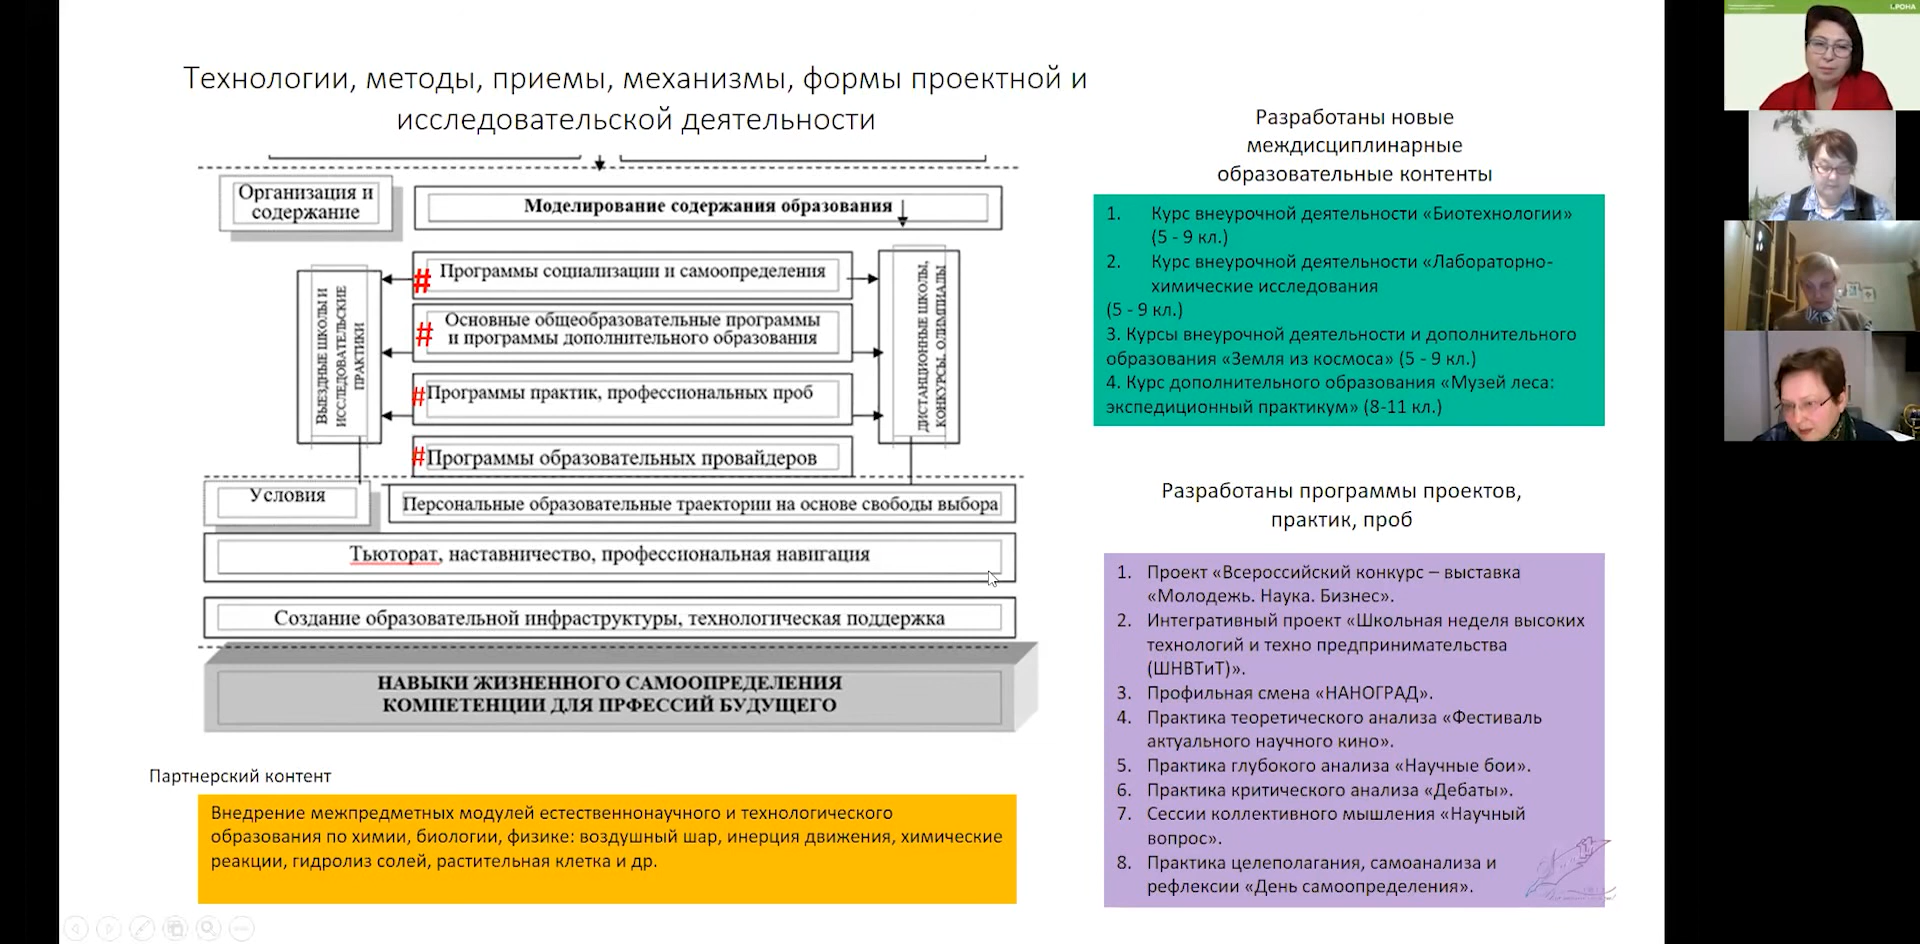 Технологии, методы, приемы, механизмы, формы проектной и
исследовательской деятельности
Организация и
содержание
Моделирование содержания образования
ВЫЕЗДНЫЕ ШКОЛЫ И
ИССЛЕДОВАТЕЛЬСКИЕ
ПРАКТИКИ
# Программы социализации и самоопределения
# Основные общеобразовательные программы
и программы дополнительного образования
# Программы практик, профессиональных проб
# Программы образовательных провайдеров
ДИСТАНЦИОННЫЕ ШКОЛЫ,
КОНКУРСЫ, ОЛИМПИАДЫ
Условия
Персональные образовательные траектории на основе свободы выбора
Тьюторат, наставничество, профессиональная навигация
Создание образовательной инфраструктуры, технологическая поддержка
НАВЫКИ ЖИЗНЕННОГО САМООПРЕДЕЛЕНИЯ
КОМПЕТЕНЦИИ ДЛЯ ПРФЕССИЙ БУДУЩЕГО
Партнерский контент
Внедрение межпредметных модулей естественнонаучного и технологического
образования по химии, биологии, физике: воздушный шар, инерция движения, химические
реакции, гидролиз солей, растительная клетка и др.
Разработаны новые
междисциплинарные
образовательные контенты
1. Курс внеурочной деятельности «Биотехнологии»
(5 - 9 кл.)
2. Курс внеурочной деятельности «Лабораторно-
химические исследования
(5 - 9 кл.)
3. Курсы внеурочной деятельности и дополнительного
образования «Земля из космоса» (5 - 9 кл.)
4. Курс дополнительного образования «Музей леса:
экспедиционный практикум» (8-11 кл.)
Разработаны программы проектов,
практик, проб
1. Проект «Всероссийский конкурс – выставка
«Молодежь. Наука. Бизнес».
2. Интегративный проект «Школьная неделя высоких
технологий и техно предпринимательства
(ШНВТиТ)».
3. Профильная смена «НАНОГРАД».
4. Практика теоретического анализа «Фестиваль
актуального научного кино».
5. Практика глубокого анализа «Научные бои».
6. Практика критического анализа «Дебаты».
7. Сессии коллективного мышления «Научный
вопрос».
8. Практика целеполагания, самоанализа и
рефлексии «День самоопределения».